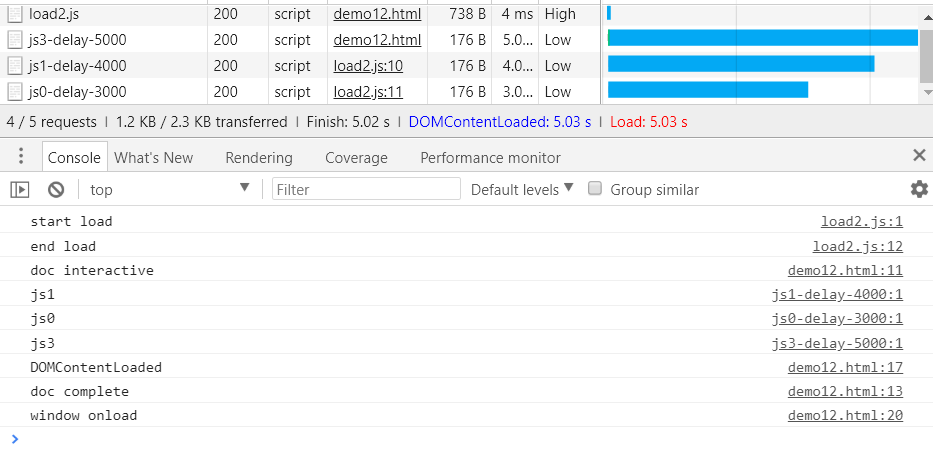 load2.js 200 script demo12.html 738 B 4 ms High
js3-delay-5000 200 script demo12.html 176 B 5.0... Low
js1-delay-4000 200 script load2.js:10 176 B 4.0... Low
js0-delay-3000 200 script load2.js:11 176 B 3.0... Low
4 / 5 requests | 1.2 KB / 2.3 KB transferred | Finish: 5.02 s | DOMContentLoaded: 5.03 s | Load: 5.03 s
Console What's New Rendering Coverage Performance monitor
top Filter Default levels Group similar
start load load2.js:1
end load load2.js:12
doc interactive demo12.html:11
js1 js1-delay-4000:1
js0 js0-delay-3000:1
js3 js3-delay-5000:1
DOMContentLoaded demo12.html:17
doc complete demo12.html:13
window onload demo12.html:20